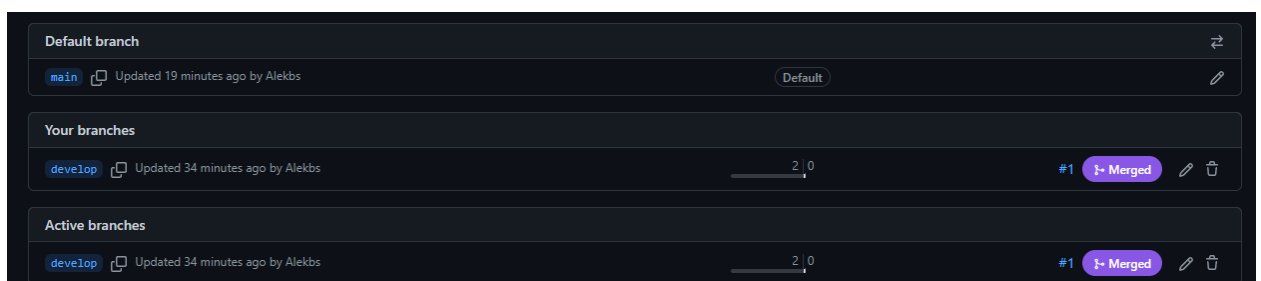 Default branch
main Updated 19 minutes ago by Alekbs Default
Your branches
develop Updated 34 minutes ago by Alekbs 2 0 #1 Merged
Active branches
develop Updated 34 minutes ago by Alekbs 2 0 #1 Merged